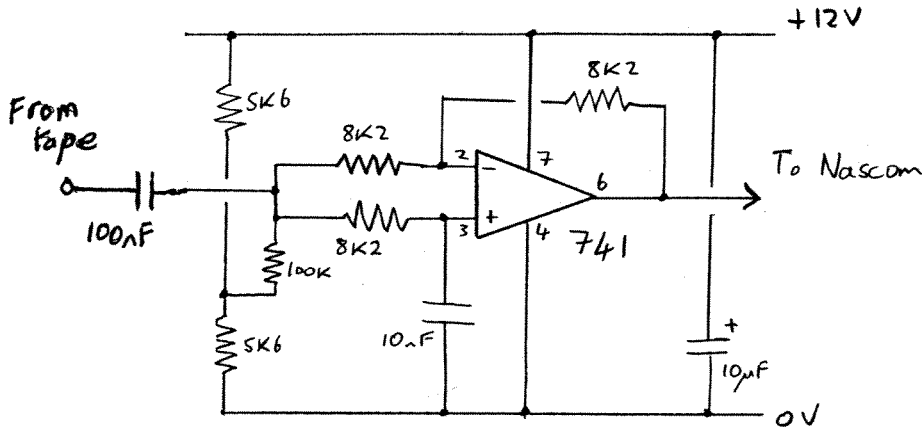 +12V
8K2
5K6
From
tape
8K2
2
7
-
6
To Nascom
+
3
4
741
100nF
8K2
100K
+
5K6
10nF
10µF
0V